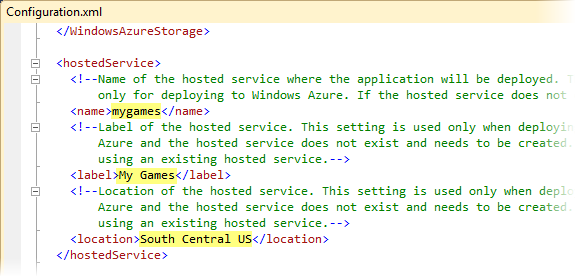 Configuration.xml
</WindowsAzureStorage>
<hostedService>
<!--Name of the hosted service where the application will be deployed.
only for deploying to Windows Azure. If the hosted service does not
<name>mygames</name>
<!--Label of the hosted service. This setting is used only when deploying
Azure and the hosted service does not exist and needs to be created.
using an existing hosted service.-->
<label>My Games</label>
<!--Location of the hosted service. This setting is used only when
Azure and the hosted service does not exist and needs to be created.
using an existing hosted service.-->
<location>South Central US</location>
</hostedService>